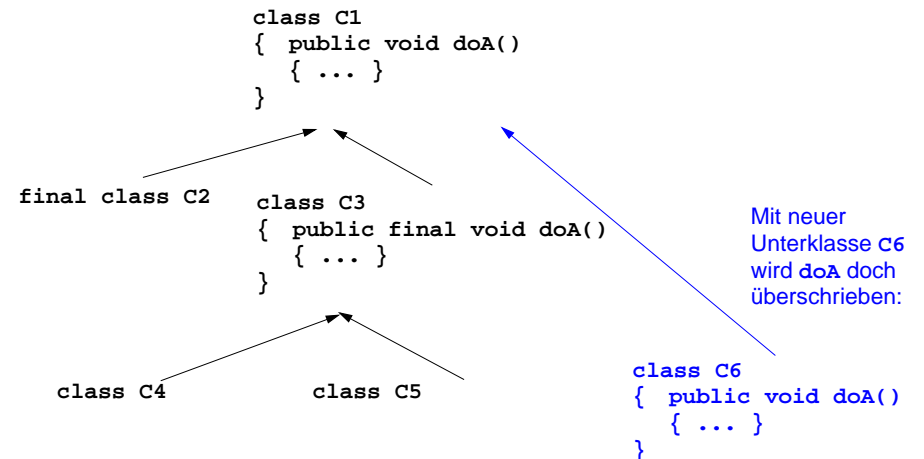 class C1
{ public void doA()
{ ... }
}
final class C2
class C3
{ public final void doA()
{ ... }
}
Mit neuer
Unterklasse C6
wird doA doch
überschrieben:
class C4
class C5
class C6
{ public void doA()
{ ... }
}